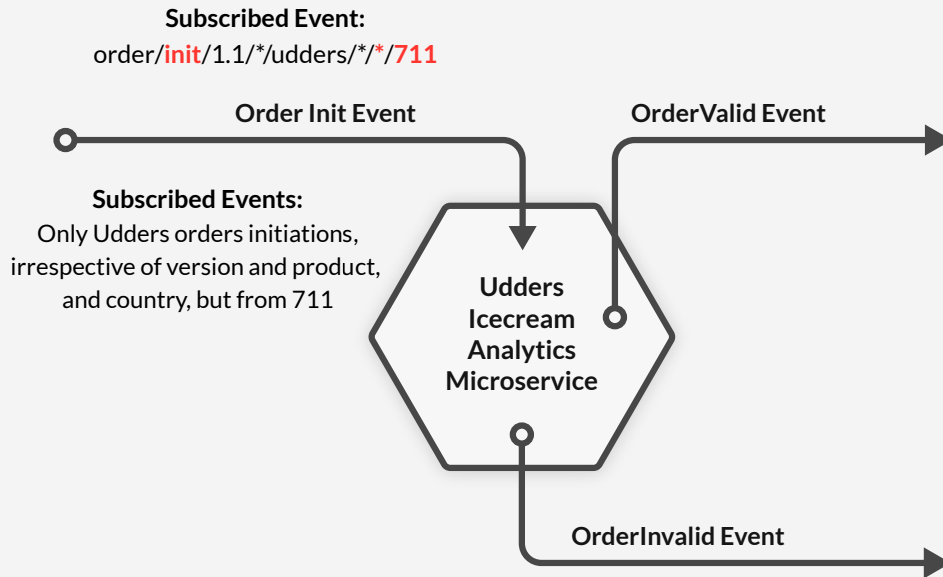 Subscribed Event:
order/init/1.1/*/udders/*/*/711
Order Init Event
OrderValid Event
Subscribed Events:
Only Udders orders initiations,
irrespective of version and product,
and country, but from 711
Udders
Icecream
Analytics
Microservice
OrderInvalid Event